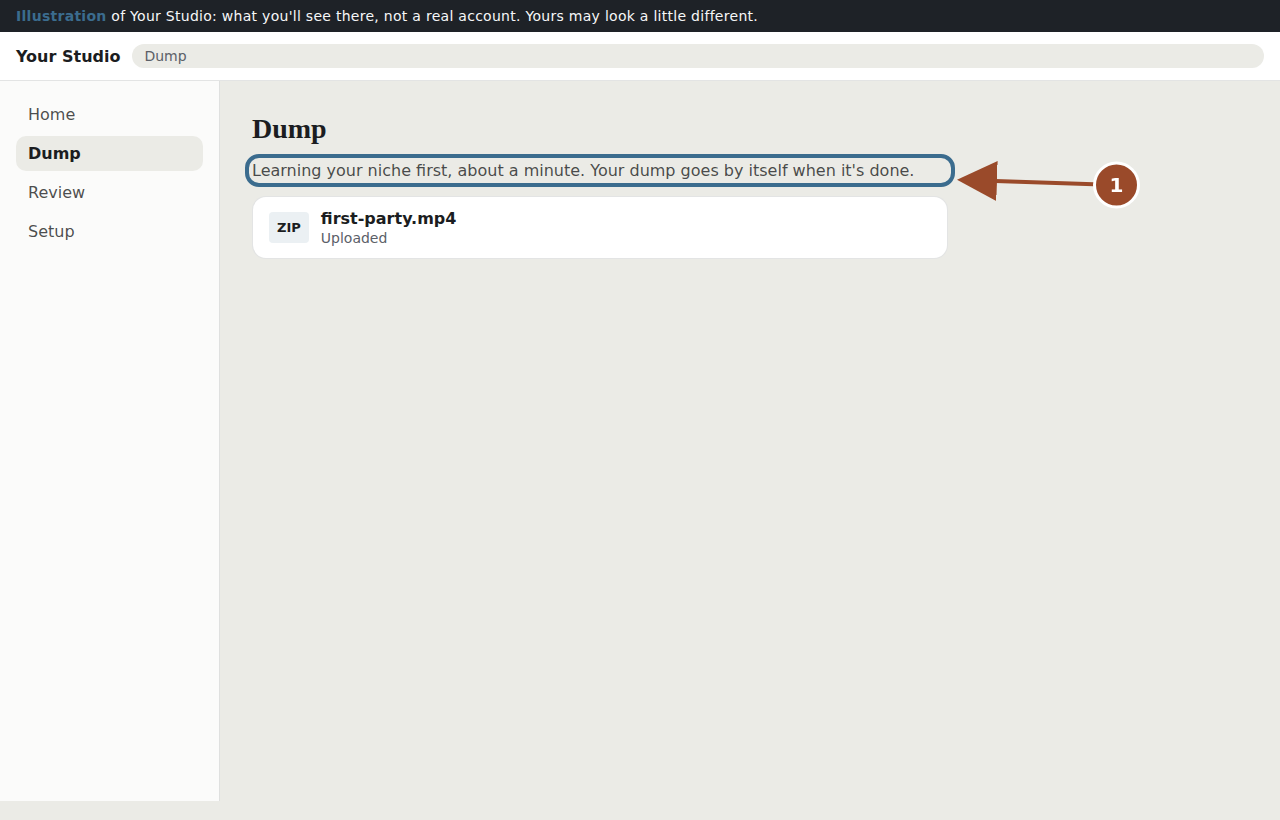 Illustration of Your Studio: what you'll see there, not a real account. Yours may look a little different.
Your Studio
Dump
Home
Dump
Review
Setup
Dump
Learning your niche first, about a minute. Your dump goes by itself when it's done.
1
ZIP
first-party.mp4
Uploaded